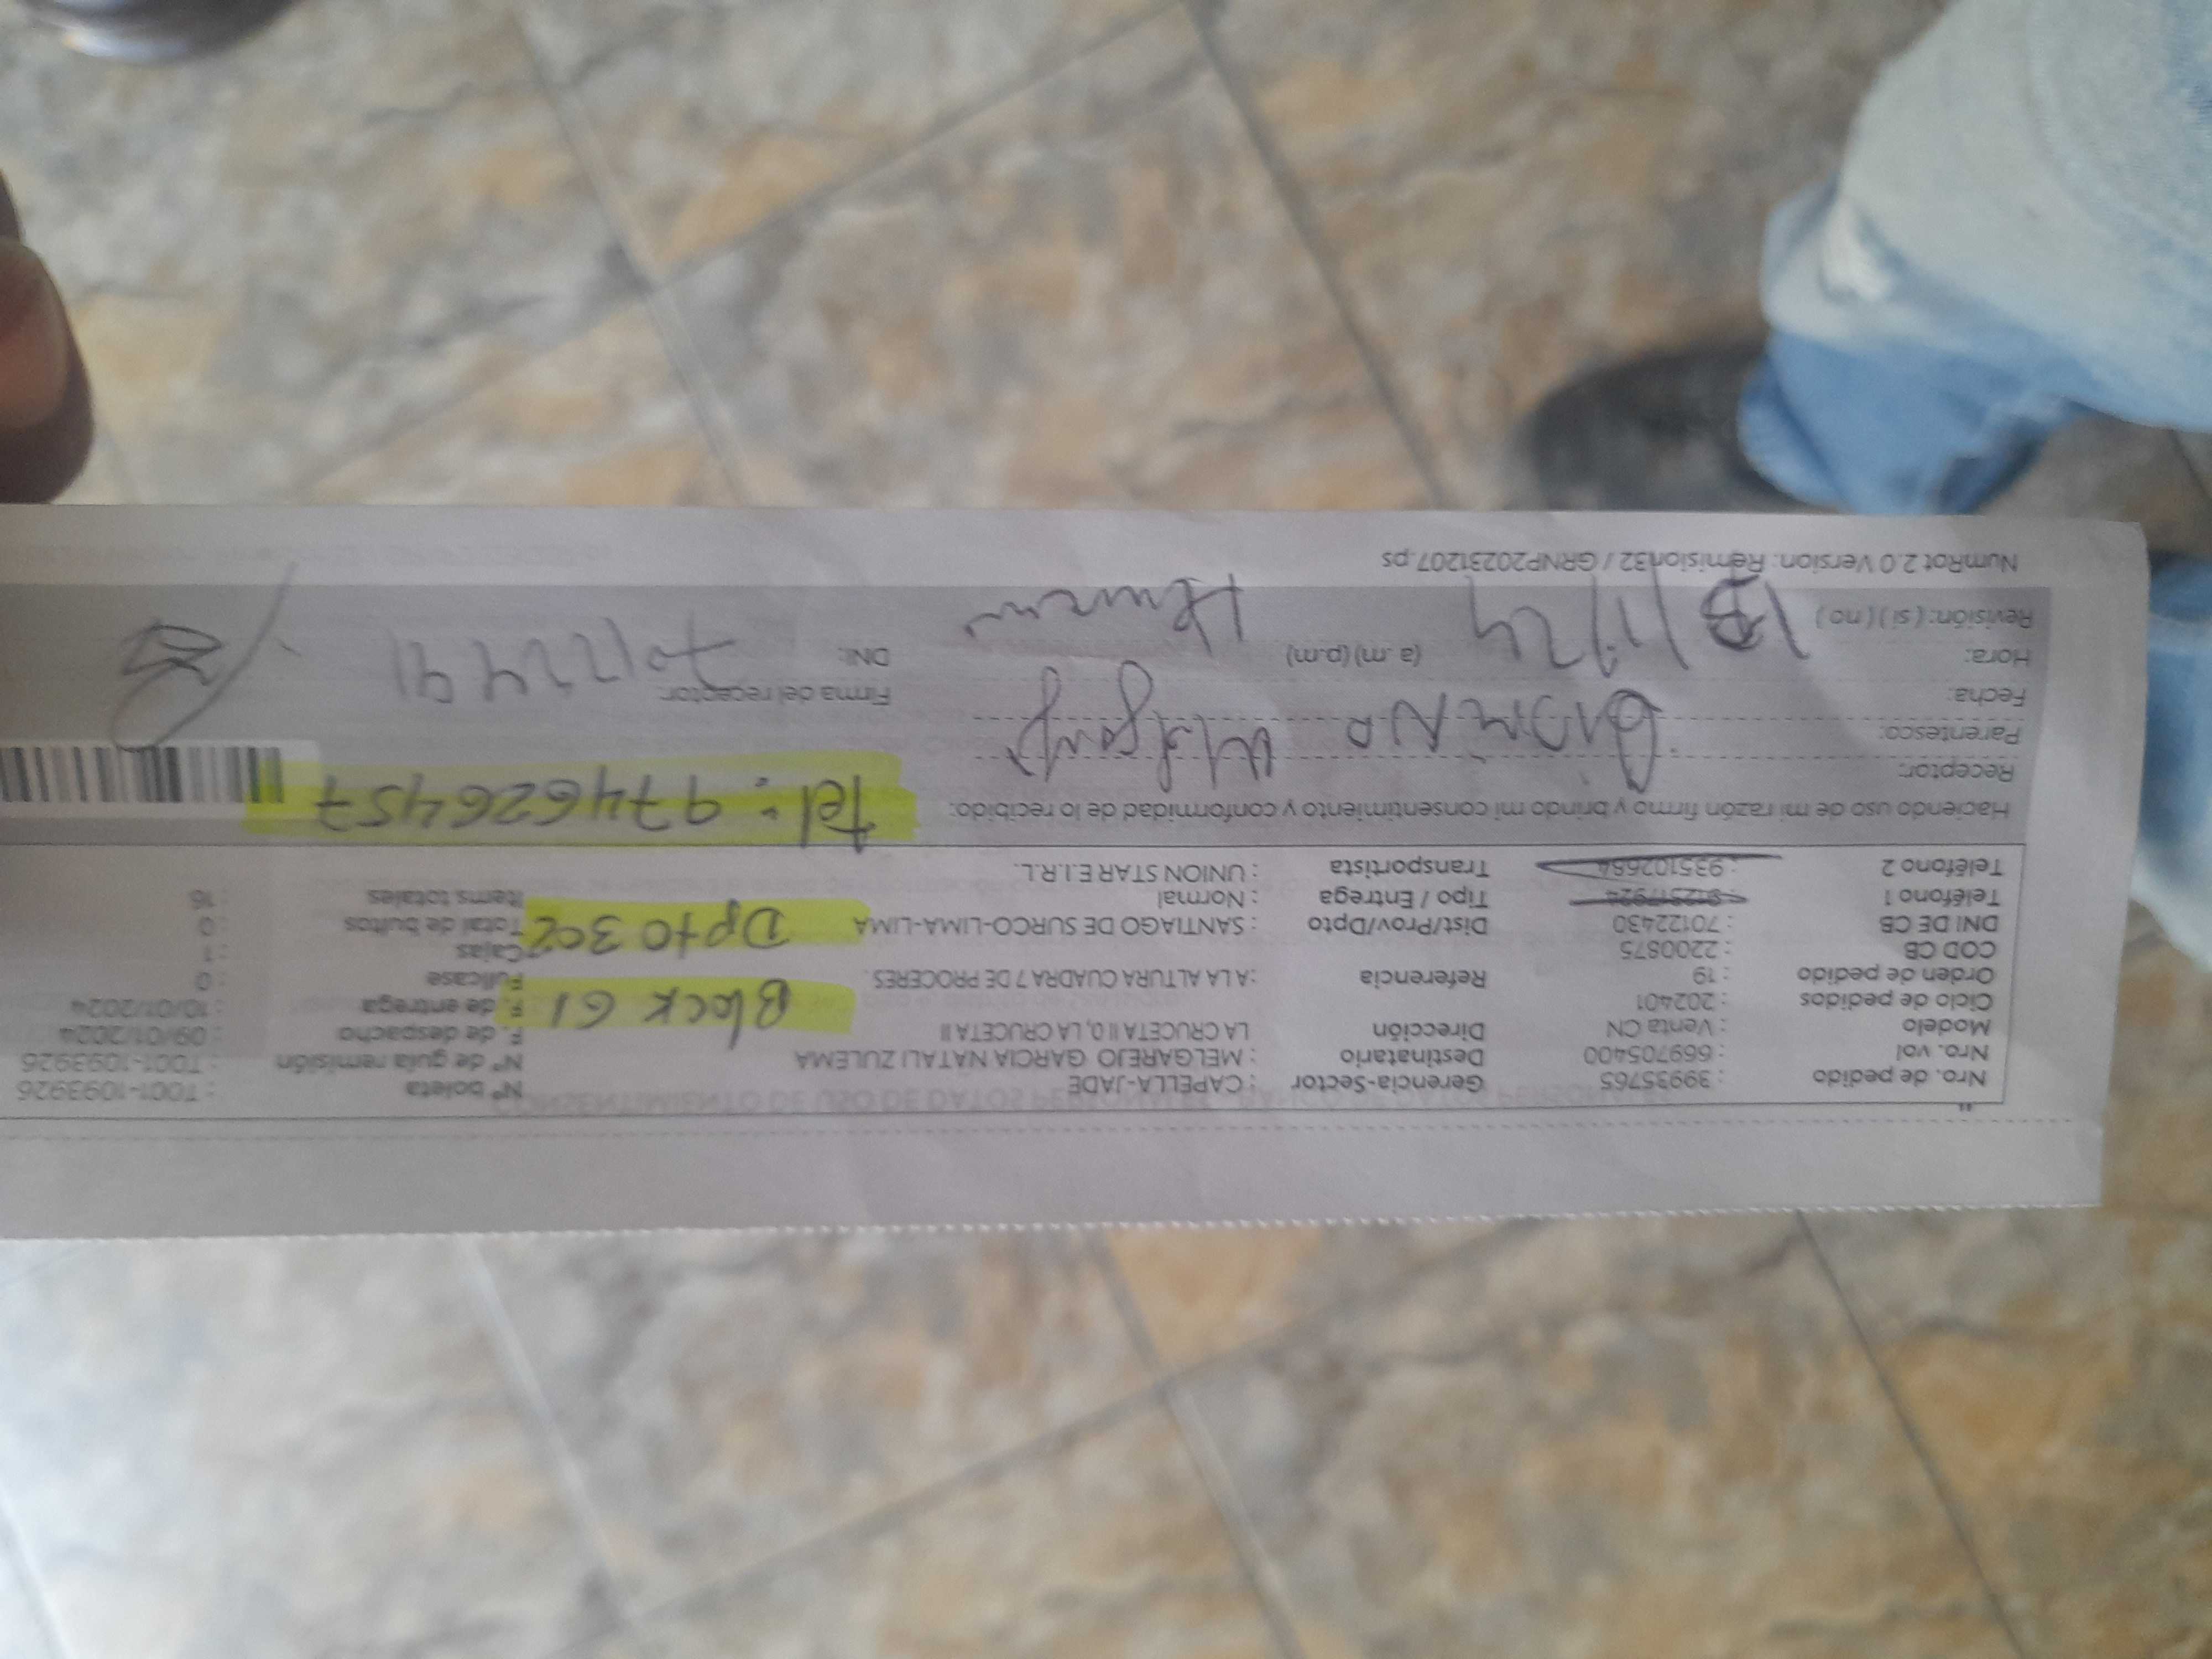 Nro. de pedido : 39935765 Gerencia-Sector : CAPELLA-JADE Nº boleta : T001-1093926
Nro. vol : 669705400 Destinatario : MELGAREJO GARCIA NATALI ZULEMA Nº de guía remisión : T001-1093926
Modelo : Venta CN Dirección LA CRUCETA II 0, LA CRUCETA II F. de despacho : 09/01/2024
Ciclo de pedidos : 202401 Block G1 F. de entrega : 10/01/2024
Orden de pedido : 19 Referencia : A LA ALTURA CUADRA 7 DE PROCERES. Fullcase : 0
COD CB : 2200875 Cajas : 1
DNI DE CB : 70122430 Dist/Prov/Dpto : SANTIAGO DE SURCO-LIMA-LIMA Dpto 302 Total de bultos : 0
Teléfono 1 Tipo / Entrega : Normal Items totales : 16
Teléfono 2 : 935102684 Transportista : UNION STAR E.I.R.L.
Haciendo uso de mi razón firmo y brindo mi consentimiento y conformidad de lo recibido: Tel: 974626457
Receptor:
Parentesco:
Fecha: Firma del receptor:
Hora: (a.m) (p.m) DNI:
Revisión: ( si ) ( no )
NumRot 2.0 Version: Remision32 / GRNP20231207.ps